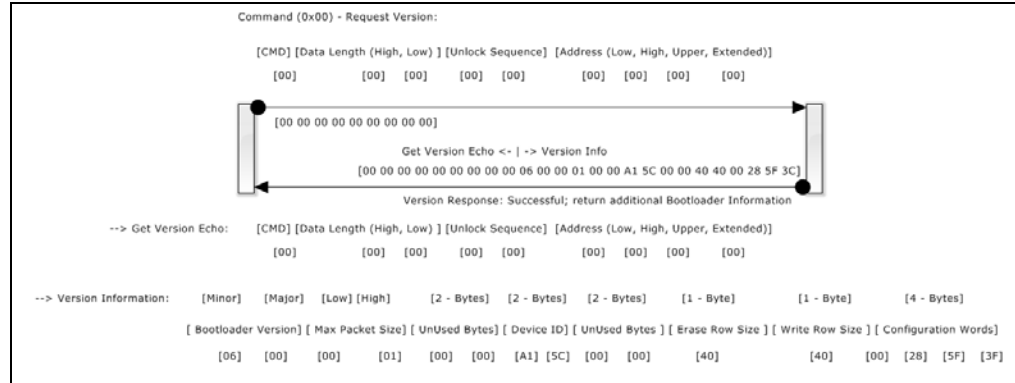 Command (0x00) - Request Version:
[CMD] [Data Length (High, Low) ] [Unlock Sequence] [Address (Low, High, Upper, Extended)]
[00] [00] [00] [00] [00] [00] [00] [00] [00]
[00 00 00 00 00 00 00 00 00]
Get Version Echo <- | -> Version Info
[00 00 00 00 00 00 00 00 00 06 00 00 01 00 00 A1 5C 00 00 40 40 00 28 5F 3C]
Version Response: Successful; return additional Bootloader Information
--> Get Version Echo: [CMD] [Data Length (High, Low) ] [Unlock Sequence] [Address (Low, High, Upper, Extended)]
[00] [00] [00] [00] [00] [00] [00] [00] [00]
--> Version Information: [Minor] [Major] [Low] [High] [2 - Bytes] [2 - Bytes] [2 - Bytes] [1 - Byte] [1 - Byte] [4 - Bytes]
[ Bootloader Version] [ Max Packet Size] [ UnUsed Bytes] [ Device ID] [ UnUsed Bytes ] [ Erase Row Size ] [ Write Row Size ] [ Configuration Words]
[06] [00] [00] [01] [00] [00] [A1] [5C] [00] [00] [40] [40] [00] [28] [5F] [3F]